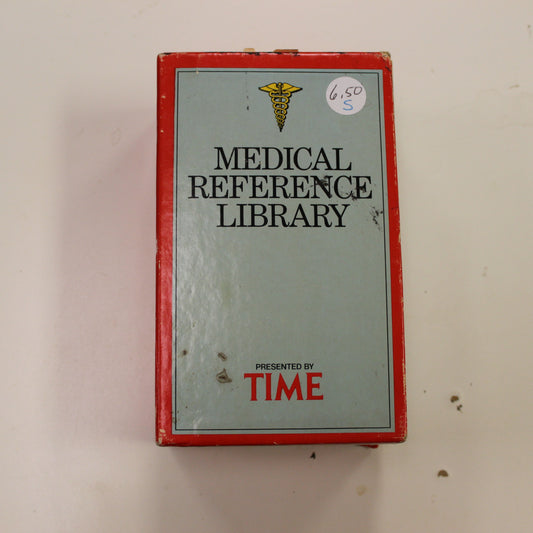 6.50
S
MEDICAL
REFERENCE
LIBRARY
PRESENTED BY
TIME